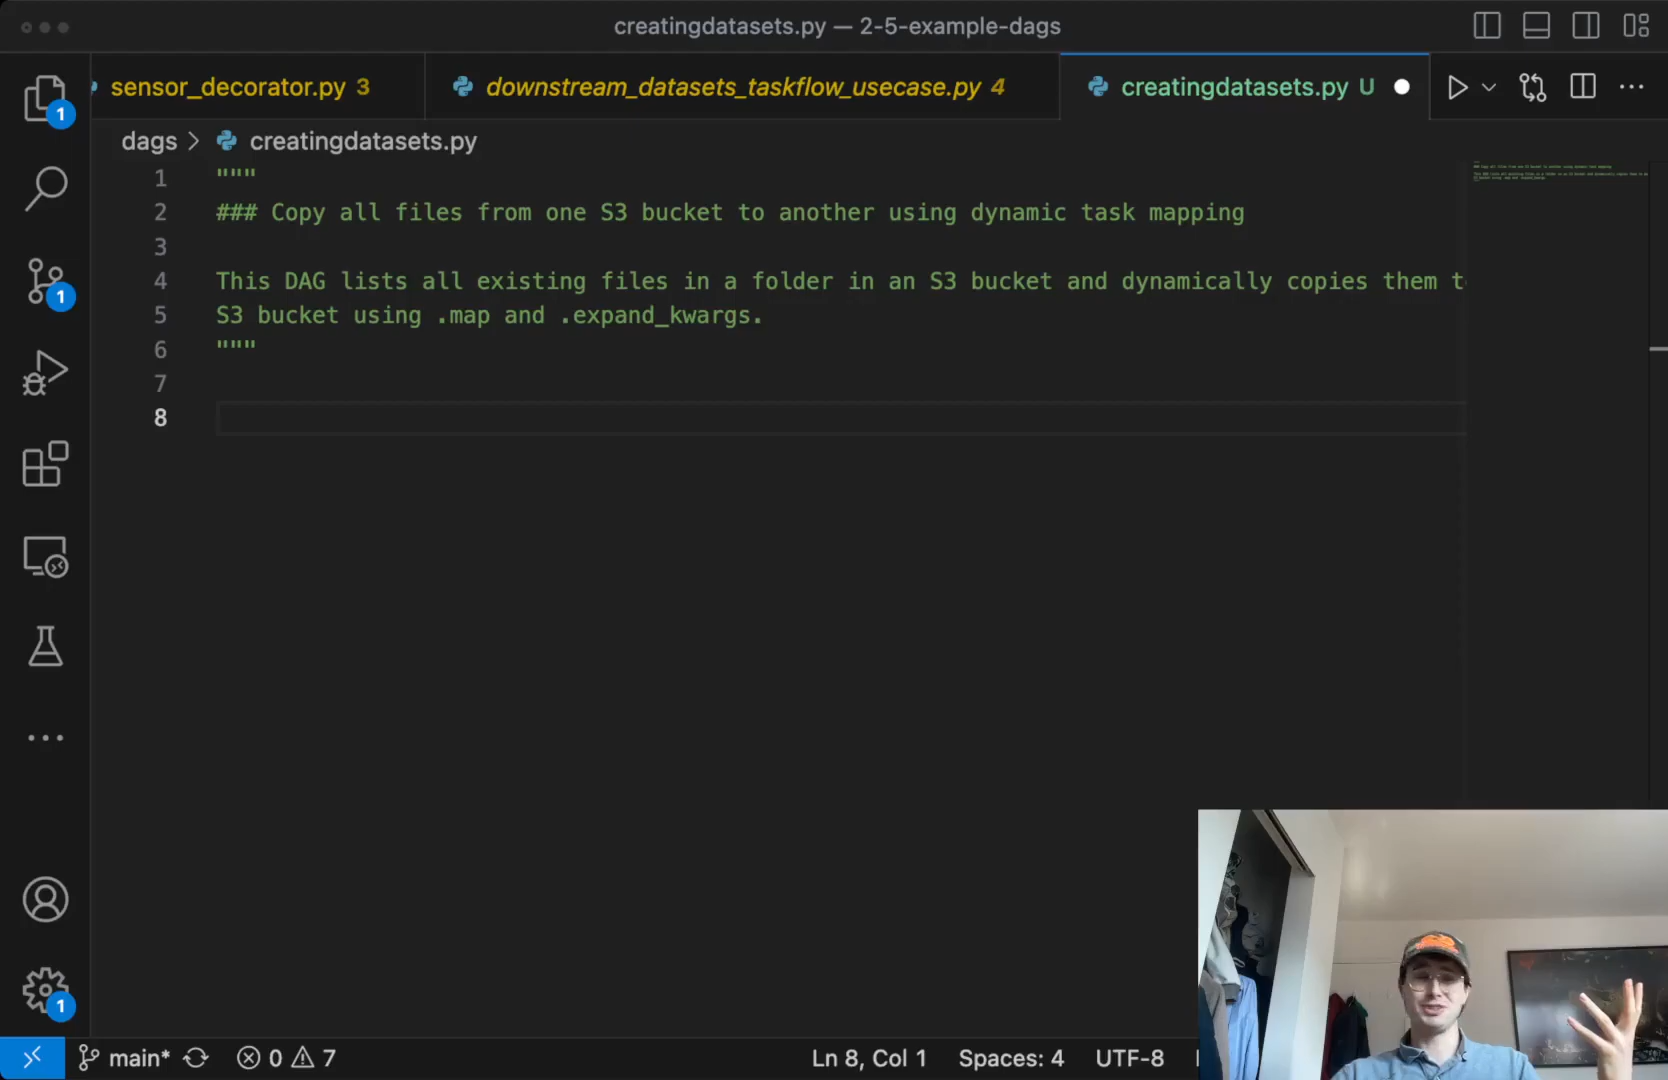 creatingdatasets.py — 2-5-example-dags
sensor_decorator.py 3
downstream_datasets_taskflow_usecase.py 4
creatingdatasets.py U
dags > creatingdatasets.py
1 """
2 ### Copy all files from one S3 bucket to another using dynamic task mapping
3
4 This DAG lists all existing files in a folder in an S3 bucket and dynamically copies them t
5 S3 bucket using .map and .expand_kwargs.
6 """
7
8
1
1
1
main* 0 7
Ln 8, Col 1 Spaces: 4 UTF-8